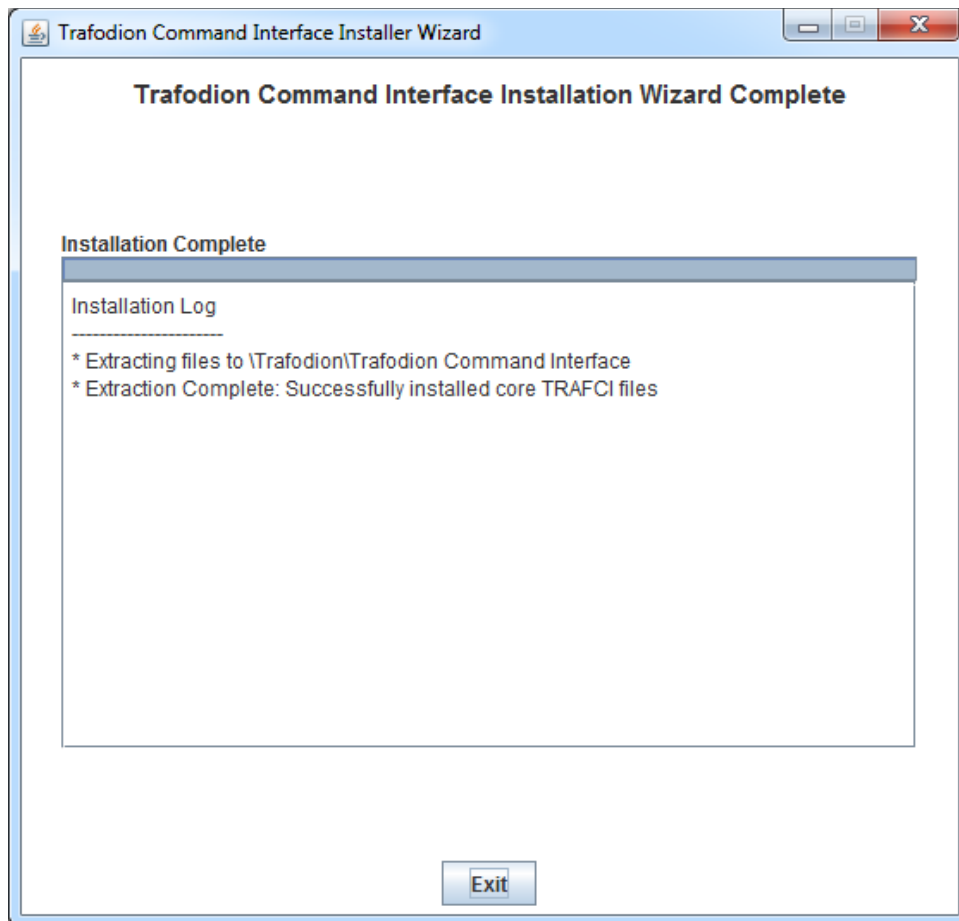 Trafodion Command Interface Installer Wizard
Trafodion Command Interface Installation Wizard Complete
Installation Complete
Installation Log
----------------------
* Extracting files to \Trafodion\Trafodion Command Interface
* Extraction Complete: Successfully installed core TRAFCI files
Exit